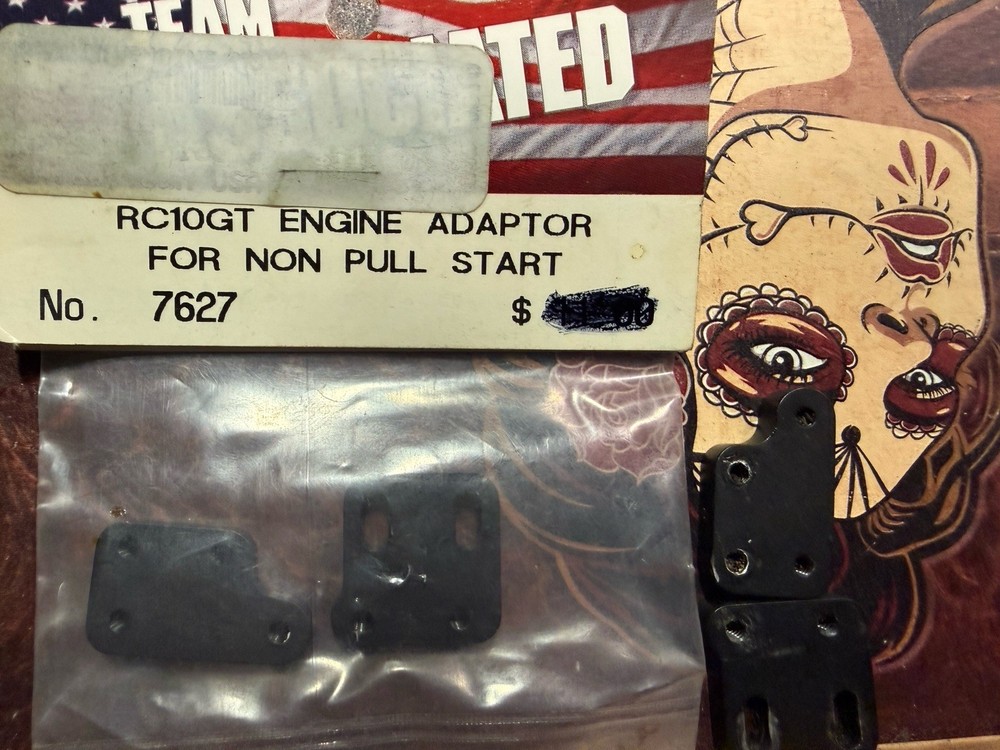 TEAM
ATED
RC10GT ENGINE ADAPTOR
FOR NON PULL START
No. 7627 $